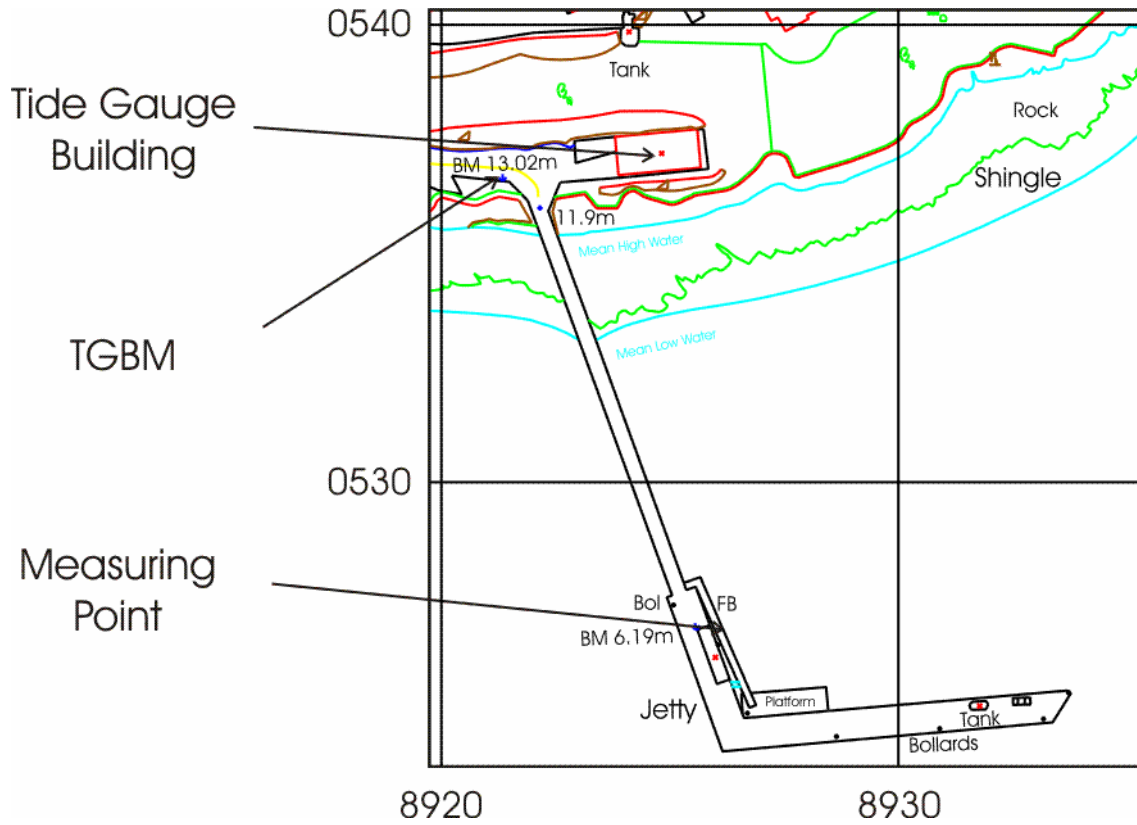 0540
Tank
Tide Gauge
Building
Rock
BM 13.02m
Shingle
11.9m
Mean High Water
TGBM
Mean Low Water
0530
Measuring
Point
Bol
FB
BM 6.19m
Jetty
Platform
Tank
Bollards
8920
8930